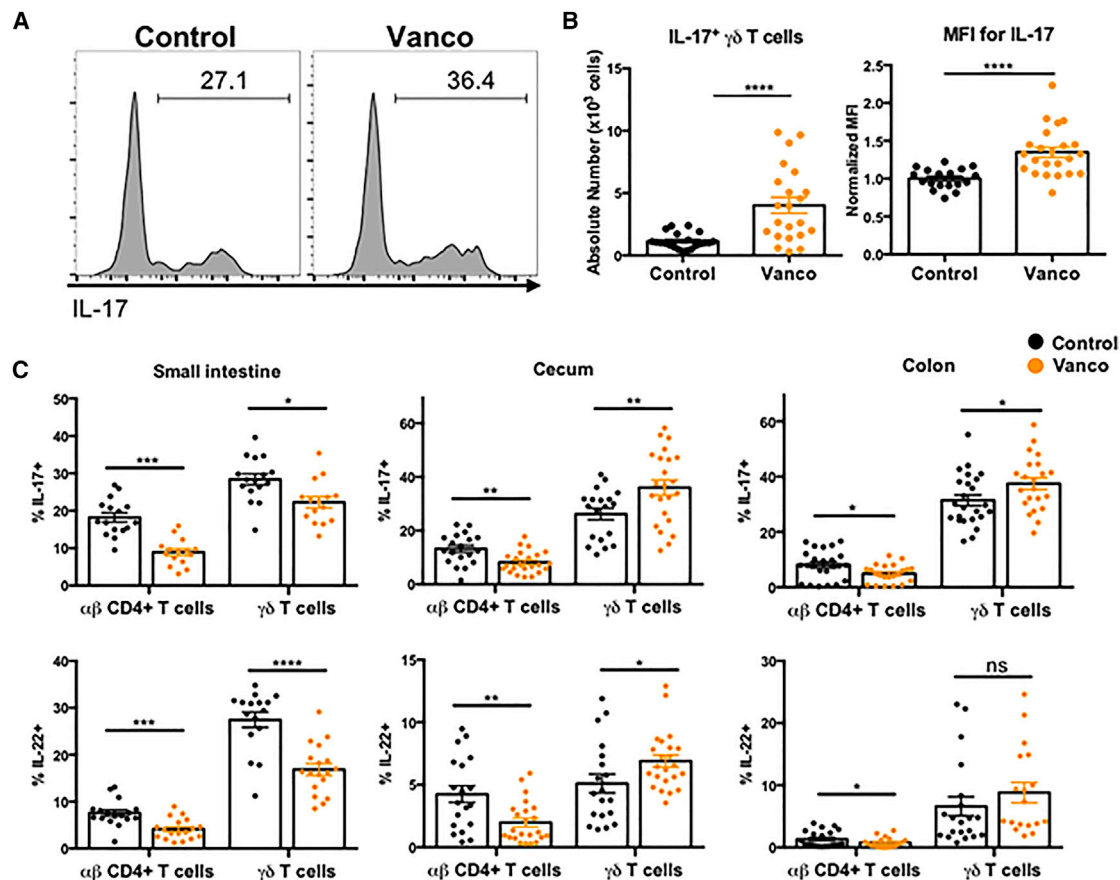 A
Control
Vanco
27.1
36.4
IL-17
B
IL-17+ γδ T cells
Absolute Number (x10³ cells)
15
10
5
0
****
Control
Vanco
MFI for IL-17
Normalized MFI
2.5
2.0
1.5
1.0
0.5
0.0
****
Control
Vanco
Control
Vanco
C
Small intestine
% IL-17+
50
40
30
20
10
0
***
*
αβ CD4+ T cells
γδ T cells
Cecum
% IL-17+
60
40
20
0
**
**
αβ CD4+ T cells
γδ T cells
Colon
% IL-17+
60
40
20
0
*
*
αβ CD4+ T cells
γδ T cells
% IL-22+
40
30
20
10
0
***
****
αβ CD4+ T cells
γδ T cells
% IL-22+
15
10
5
0
**
*
αβ CD4+ T cells
γδ T cells
% IL-22+
30
20
10
0
*
ns
αβ CD4+ T cells
γδ T cells